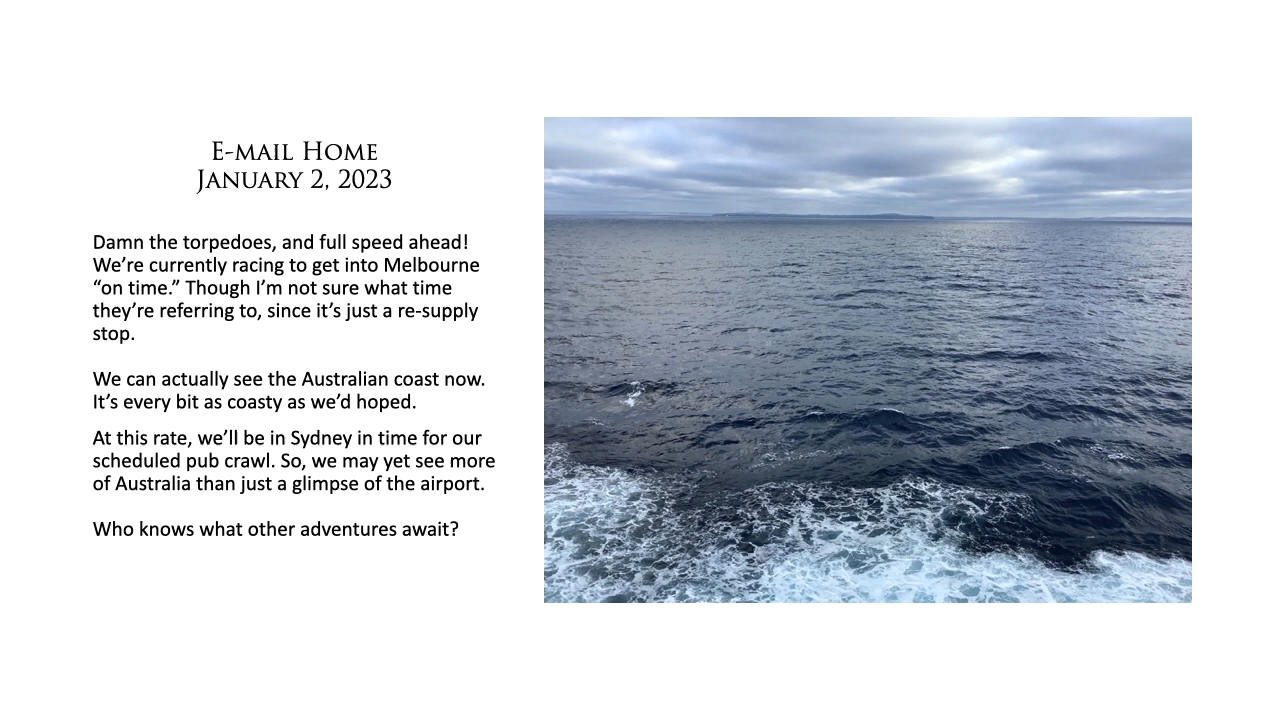 E-mail Home
January 2, 2023
Damn the torpedoes, and full speed ahead!
We’re currently racing to get into Melbourne
“on time.” Though I’m not sure what time
they’re referring to, since it’s just a re-supply
stop.
We can actually see the Australian coast now.
It’s every bit as coasty as we’d hoped.
At this rate, we’ll be in Sydney in time for our
scheduled pub crawl. So, we may yet see more
of Australia than just a glimpse of the airport.
Who knows what other adventures await?